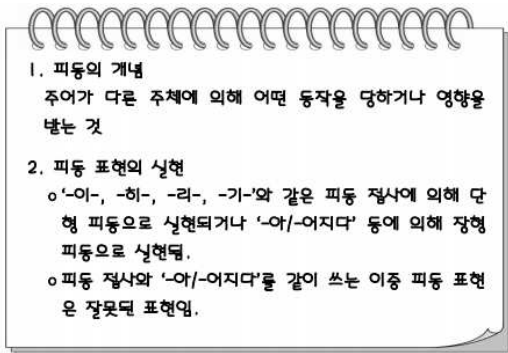 1. 피동의 개념
주어가 다른 주체에 의해 어떤 동작을 당하거나 영향을
받는 것
2. 피동 표현의 실현
o ‘-이-, -히-, -리-, -기-’와 같은 피동 접사에 의해 단
형 피동으로 실현되거나 ‘-아/-어지다’ 등에 의해 장형
피동으로 실현됨.
o 피동 접사와 ‘-아/-어지다’를 같이 쓰는 이중 피동 표현
은 잘못된 표현임.